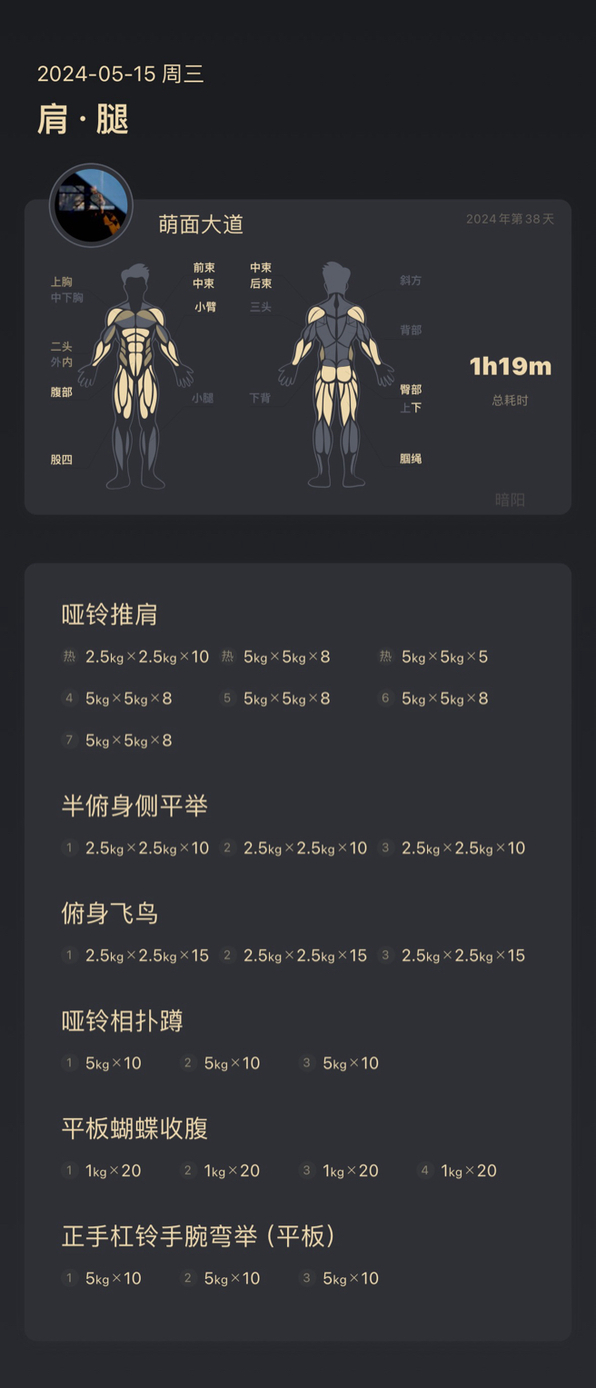 2024-05-15 周三
肩 · 腿
萌面大道
2024年第38天
上胸
中下胸
二头
外内
腹部
股四
前束
中束
小臂
小腿
中束
后束
三头
下背
斜方
背部
臀部
上下
腘绳
1h19m
总耗时
暗阳
哑铃推肩
热 2.5kg×2.5kg×10 热 5kg×5kg×8 热 5kg×5kg×5
4 5kg×5kg×8 5 5kg×5kg×8 6 5kg×5kg×8
7 5kg×5kg×8
半俯身侧平举
1 2.5kg×2.5kg×10 2 2.5kg×2.5kg×10 3 2.5kg×2.5kg×10
俯身飞鸟
1 2.5kg×2.5kg×15 2 2.5kg×2.5kg×15 3 2.5kg×2.5kg×15
哑铃相扑蹲
1 5kg×10 2 5kg×10 3 5kg×10
平板蝴蝶收腹
1 1kg×20 2 1kg×20 3 1kg×20 4 1kg×20
正手杠铃手腕弯举 (平板)
1 5kg×10 2 5kg×10 3 5kg×10